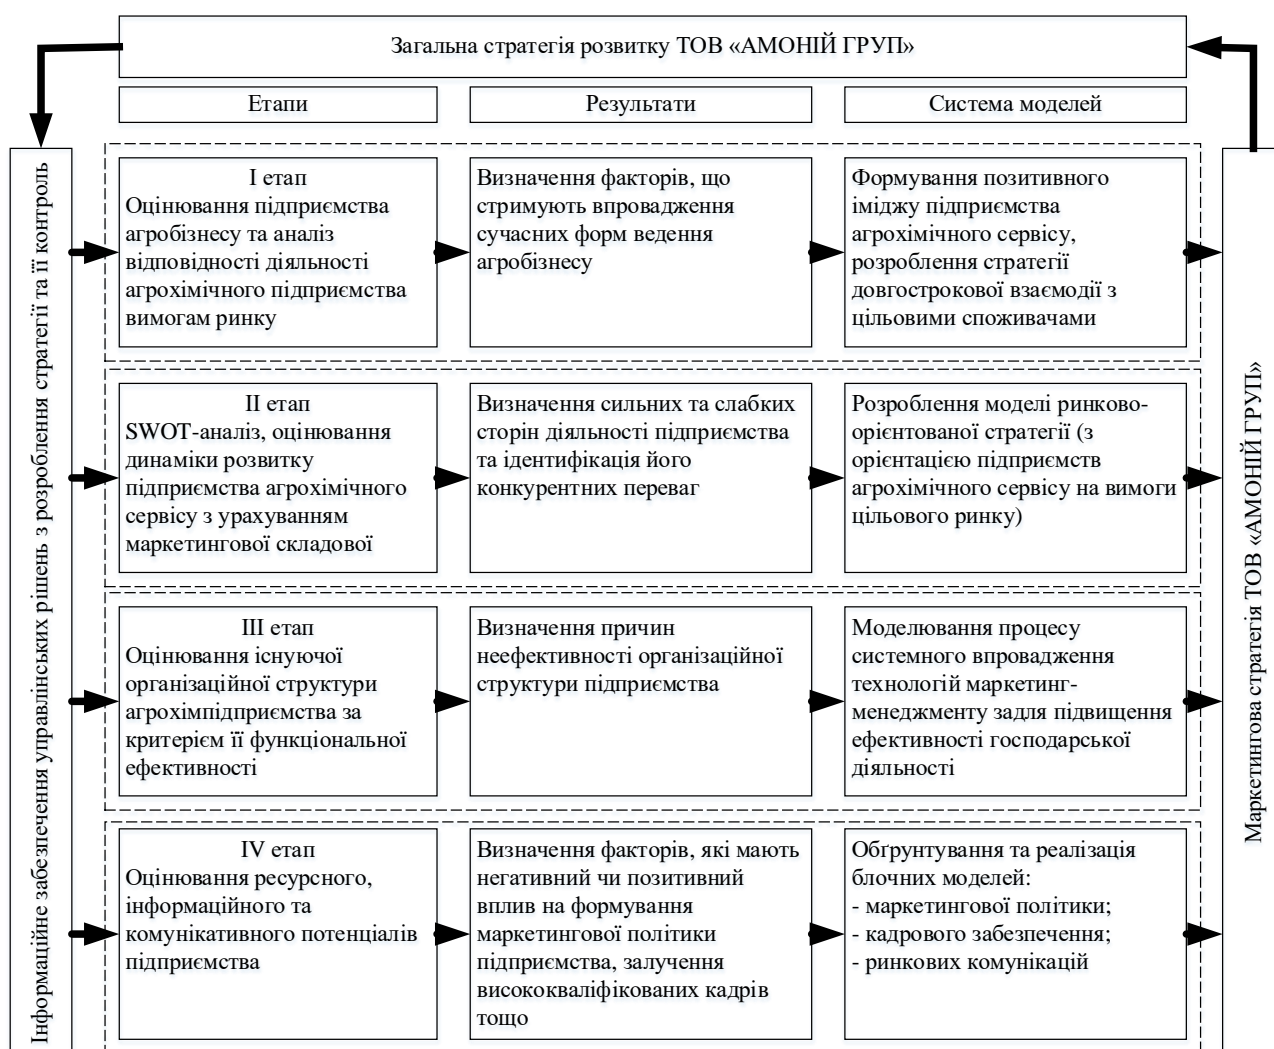 Загальна стратегія розвитку ТОВ «АМОНІЙ ГРУП»
Етапи
Результати
Система моделей
Інформаційне забезпечення управлінських рішень з розроблення стратегії та її контроль
І етап
Оцінювання підприємства
агробізнесу та аналіз
відповідності діяльності
агрохімічного підприємства
вимогам ринку
Визначення факторів, що
стримують впровадження
сучасних форм ведення
агробізнесу
Формування позитивного
іміджу підприємства
агрохімічного сервісу,
розроблення стратегії
довгострокової взаємодії з
цільовими споживачами
ІІ етап
SWOT-аналіз, оцінювання
динаміки розвитку
підприємства агрохімічного
сервісу з урахуванням
маркетингової складової
Визначення сильних та слабких
сторін діяльності підприємства
та ідентифікація його
конкурентних переваг
Розроблення моделі ринково-
орієнтованої стратегії (з
орієнтацією підприємств
агрохімічного сервісу на вимоги
цільового ринку)
ІІІ етап
Оцінювання існуючої
організаційної структури
агрохімпідприємства за
критерієм її функціональної
ефективності
Визначення причин
неефективності організаційної
структури підприємства
Моделювання процесу
системного впровадження
технологій маркетинг-
менеджменту задля підвищення
ефективності господарської
діяльності
IV етап
Оцінювання ресурсного,
інформаційного та
комунікативного потенціалів
підприємства
Визначення факторів, які мають
негативний чи позитивний
вплив на формування
маркетингової політики
підприємства, залучення
висококваліфікованих кадрів
тощо
Обґрунтування та реалізація
блочних моделей:
- маркетингової політики;
- кадрового забезпечення;
- ринкових комунікацій
Маркетингова стратегія ТОВ «АМОНІЙ ГРУП»